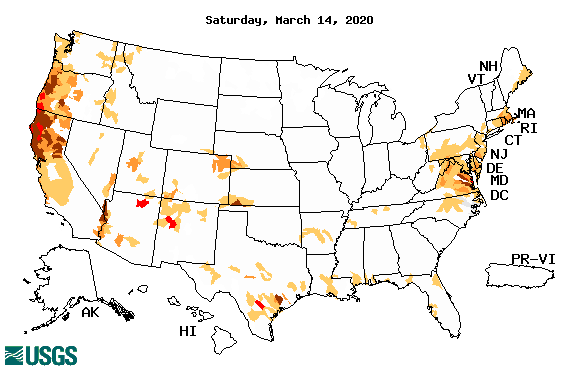 Saturday, March 14, 2020
NH
VT
MA
RI
CT
NJ
DE
MD
DC
PR-VI
AK
HI
USGS